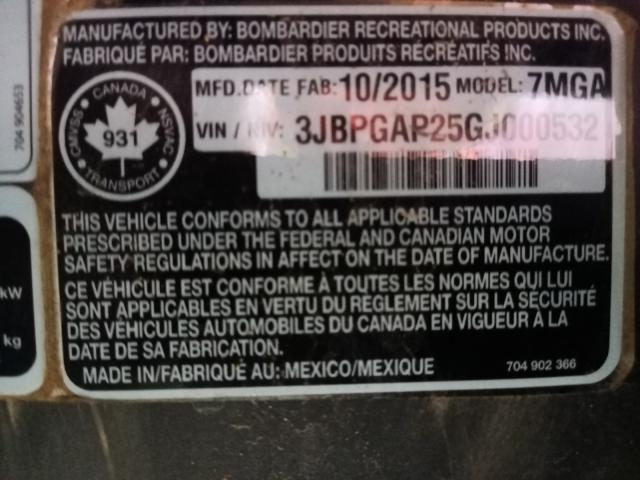 MANUFACTURED BY: BOMBARDIER RECREATIONAL PRODUCTS INC.
FABRIQUÉ PAR: BOMBARDIER PRODUITS RÉCRÉATIFS INC.
CANADA
CMVSS
NSVAC
931
TRANSPORT
MFD.DATE FAB: 10/2015 MODEL: 7MGA
VIN / NIV: 3JBPGAP25GJ000532
THIS VEHICLE CONFORMS TO ALL APPLICABLE STANDARDS
PRESCRIBED UNDER THE FEDERAL AND CANADIAN MOTOR
SAFETY REGULATIONS IN AFFECT ON THE DATE OF MANUFACTURE.
CE VÉHICULE EST CONFORME À TOUTES LES NORMES QUI LUI
SONT APPLICABLES EN VERTU DU REGLEMENT SUR LA SÉCURITÉ
DES VÉHICULES AUTOMOBILES DU CANADA EN VIGUEUR À LA
DATE DE SA FABRICATION.
MADE IN/FABRIQUÉ AU: MEXICO/MEXIQUE
704 902 366
704 904653
kW
kg